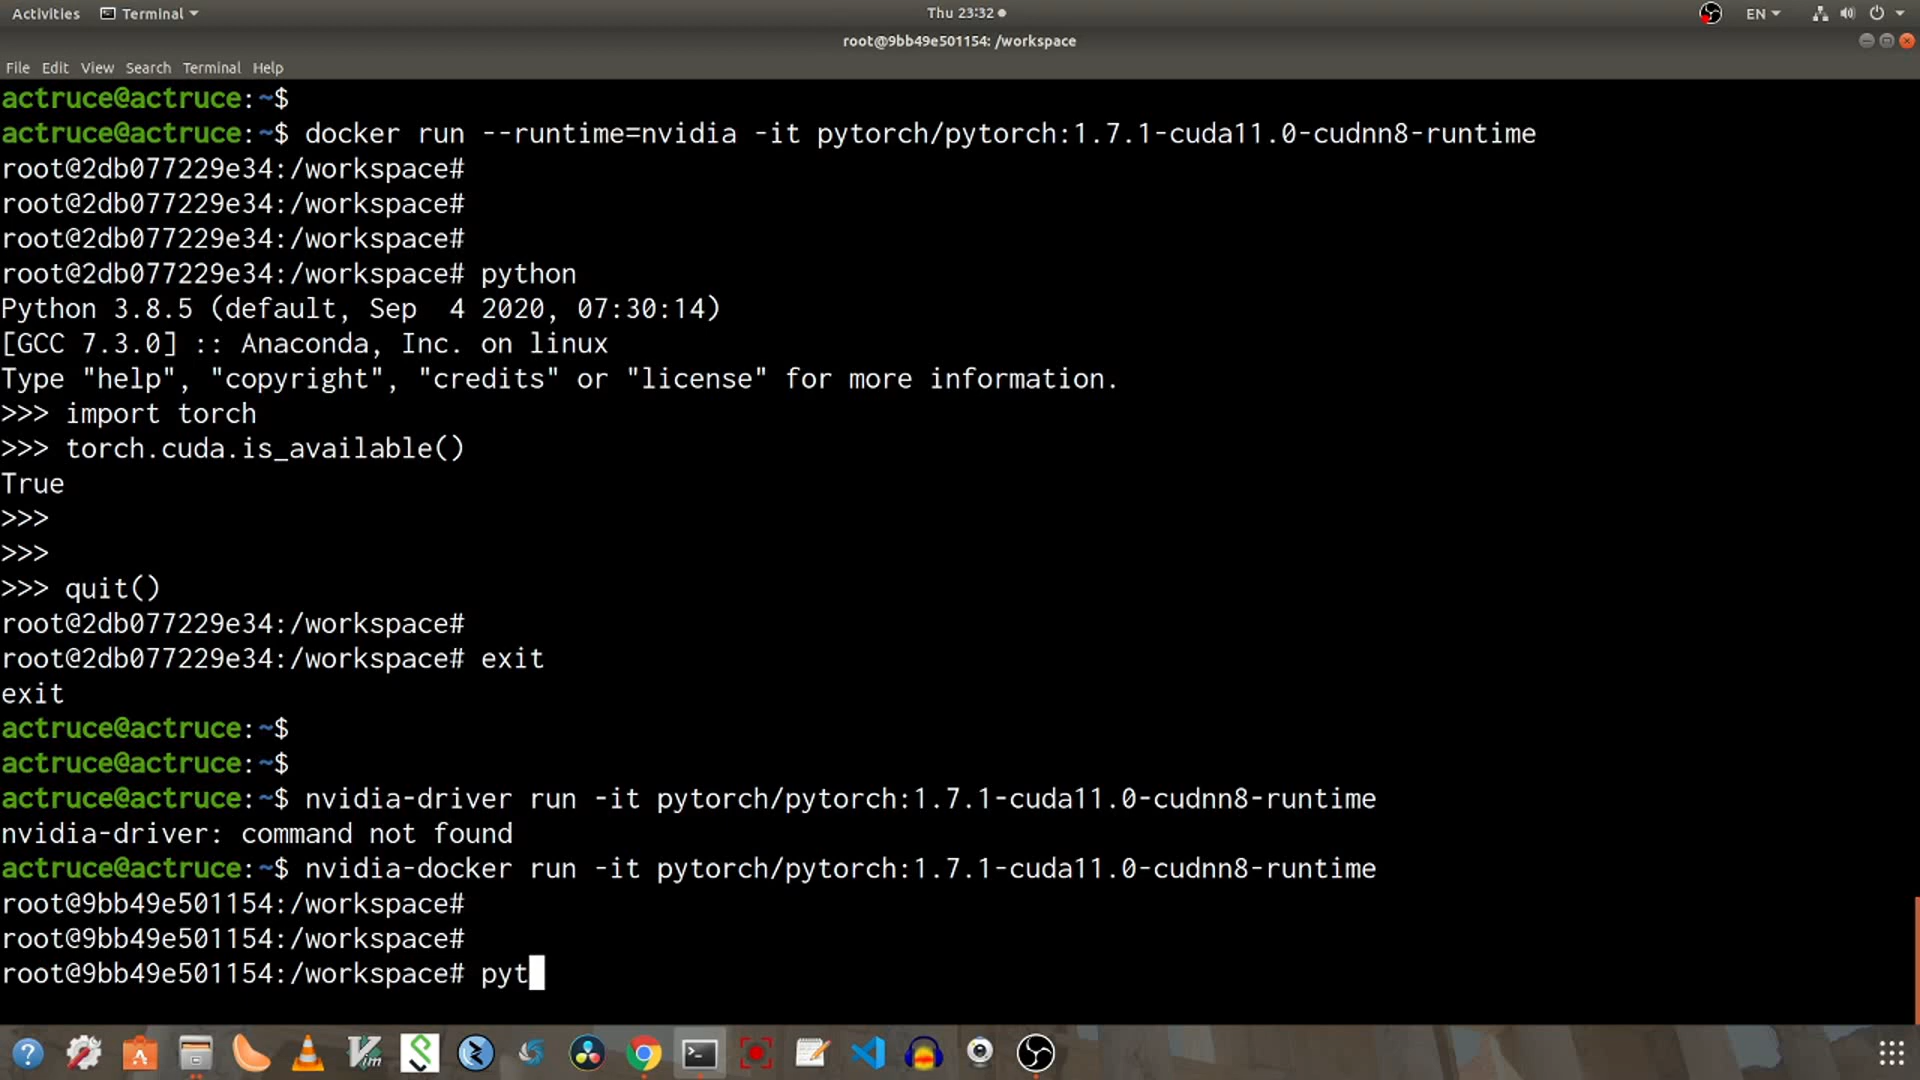 Activities Terminal Thu 23:32 EN
root@9bb49e501154: /workspace
File Edit View Search Terminal Help
actruce@actruce:~$
actruce@actruce:~$ docker run --runtime=nvidia -it pytorch/pytorch:1.7.1-cuda11.0-cudnn8-runtime
root@2db077229e34:/workspace#
root@2db077229e34:/workspace#
root@2db077229e34:/workspace#
root@2db077229e34:/workspace# python
Python 3.8.5 (default, Sep  4 2020, 07:30:14)
[GCC 7.3.0] :: Anaconda, Inc. on linux
Type "help", "copyright", "credits" or "license" for more information.
>>> import torch
>>> torch.cuda.is_available()
True
>>>
>>>
>>> quit()
root@2db077229e34:/workspace#
root@2db077229e34:/workspace# exit
exit
actruce@actruce:~$
actruce@actruce:~$
actruce@actruce:~$ nvidia-driver run -it pytorch/pytorch:1.7.1-cuda11.0-cudnn8-runtime
nvidia-driver: command not found
actruce@actruce:~$ nvidia-docker run -it pytorch/pytorch:1.7.1-cuda11.0-cudnn8-runtime
root@9bb49e501154:/workspace#
root@9bb49e501154:/workspace#
root@9bb49e501154:/workspace# pyt